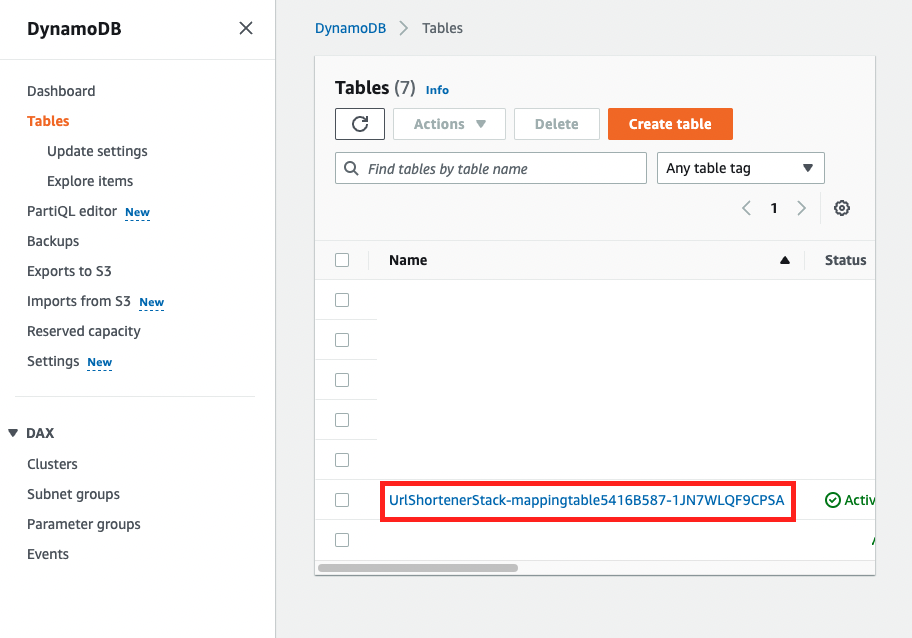 DynamoDB
Dashboard
Tables
Update settings
Explore items
PartiQL editor New
Backups
Exports to S3
Imports from S3 New
Reserved capacity
Settings New
DAX
Clusters
Subnet groups
Parameter groups
Events
DynamoDB Tables
Tables (7) Info
Actions Delete Create table
Find tables by table name Any table tag
1
Name Status
UrlShortenerStack-mappingtable5416B587-1JN7WLQF9CPSA Activ